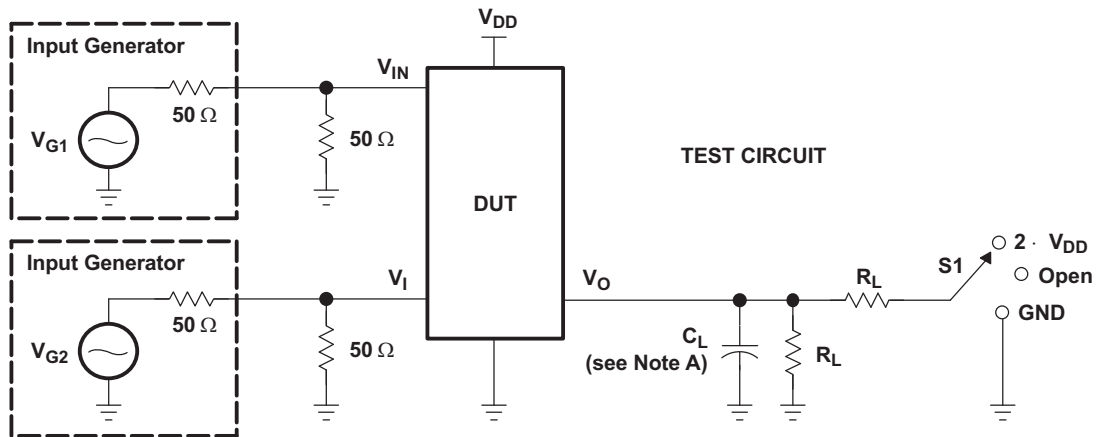 V_DD
Input Generator
V_IN
50 Ω
V_G1
50 Ω
TEST CIRCUIT
DUT
Input Generator
2 · V_DD
S1
Open
V_I
V_O
R_L
50 Ω
GND
V_G2
50 Ω
C_L
(see Note A)
R_L